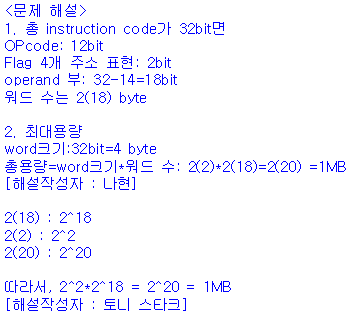 <문제 해설>
1. 총 instruction code가 32bit면
OPcode: 12bit
Flag 4개 주소 표현: 2bit
operand 부: 32-14=18bit
워드 수는 2(18) byte
2. 최대용량
word크기:32bit=4 byte
총용량=word크기*워드 수: 2(2)*2(18)=2(20) =1MB
[해설작성자 : 나현]
2(18) : 2^18
2(2) : 2^2
2(20) : 2^20
따라서, 2^2*2^18 = 2^20 = 1MB
[해설작성자 : 토니 스타크]